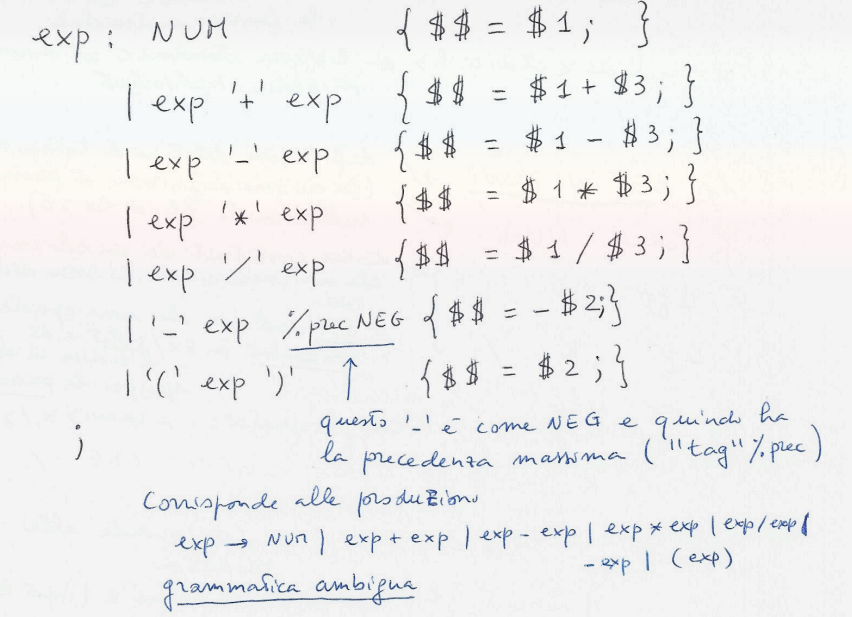 exp : NUM { $$ = $1; }
| exp '+' exp { $$ = $1 + $3; }
| exp '-' exp { $$ = $1 - $3; }
| exp '*' exp { $$ = $1 * $3; }
| exp '/' exp { $$ = $1 / $3; }
| '-' exp %prec NEG { $$ = - $2; }
| '(' exp ')' { $$ = $2; }
;
questo '-' è come NEG e quindi ha
la precedenza massima ("tag" %prec)
Corrisponde alle produzioni
exp → NUM | exp + exp | exp - exp | exp * exp | exp / exp |
- exp | (exp)
grammatica ambigua